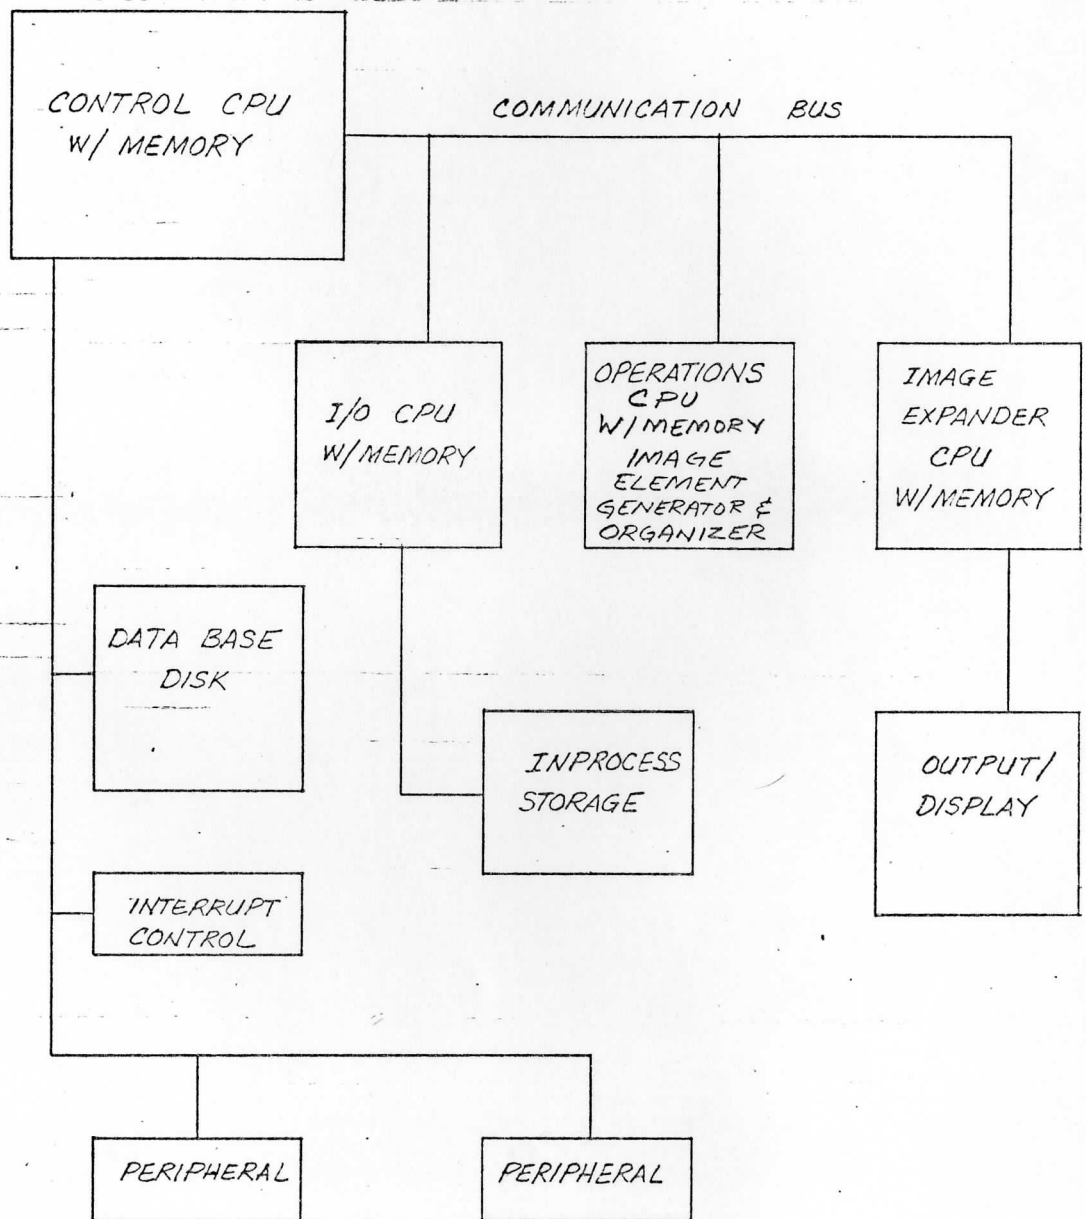 CONTROL CPU
W/ MEMORY
COMMUNICATION BUS
I/O CPU
W/MEMORY
OPERATIONS
CPU
W/MEMORY
IMAGE
ELEMENT
GENERATOR &
ORGANIZER
IMAGE
EXPANDER
CPU
W/MEMORY
DATA BASE
DISK
INPROCESS
STORAGE
OUTPUT/
DISPLAY
INTERRUPT
CONTROL
PERIPHERAL
PERIPHERAL